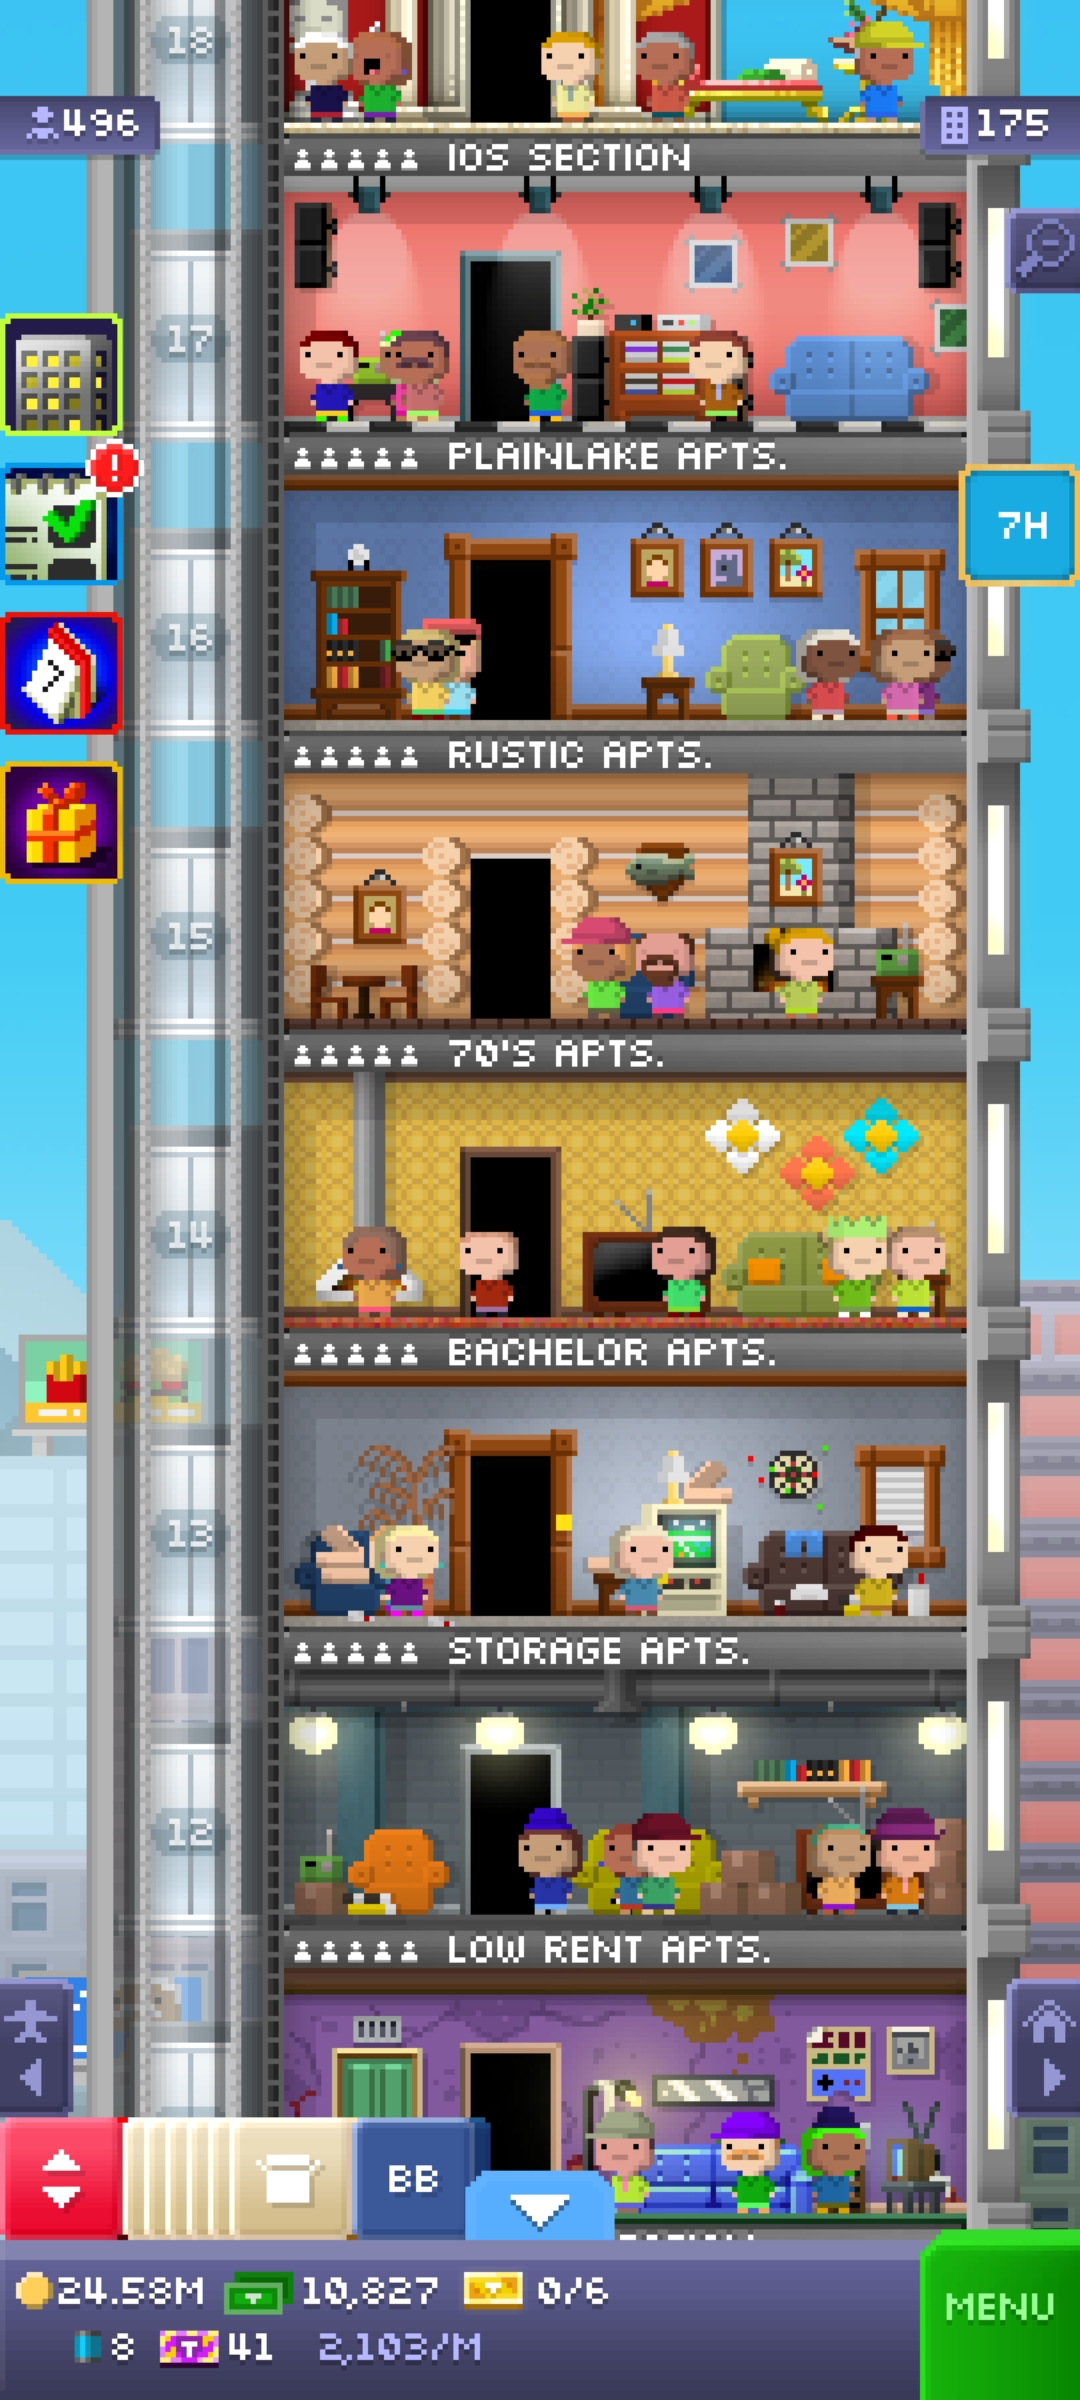 18
496
175
IOS SECTION
17
PLAINLAKE APTS.
7H
16
RUSTIC APTS.
15
70'S APTS.
14
BACHELOR APTS.
13
STORAGE APTS.
12
LOW RENT APTS.
BB
24.58M
10,827
0/6
MENU
8
T
41
2,103/M